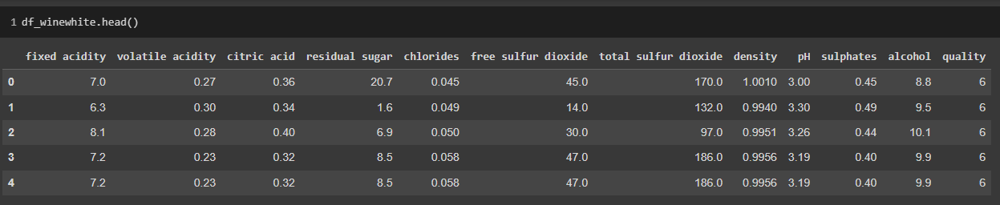 1 df_winewhite.head()
fixed acidity volatile acidity citric acid residual sugar chlorides free sulfur dioxide total sulfur dioxide density pH sulphates alcohol quality
0 7.0 0.27 0.36 20.7 0.045 45.0 170.0 1.0010 3.00 0.45 8.8 6
1 6.3 0.30 0.34 1.6 0.049 14.0 132.0 0.9940 3.30 0.49 9.5 6
2 8.1 0.28 0.40 6.9 0.050 30.0 97.0 0.9951 3.26 0.44 10.1 6
3 7.2 0.23 0.32 8.5 0.058 47.0 186.0 0.9956 3.19 0.40 9.9 6
4 7.2 0.23 0.32 8.5 0.058 47.0 186.0 0.9956 3.19 0.40 9.9 6